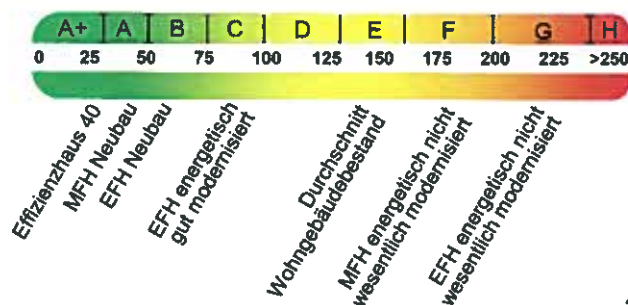 A+ A B C D E F G H
0 25 50 75 100 125 150 175 200 225 >250
Effizienzhaus 40
MFH Neubau
EFH Neubau
EFH energetisch
gut modernisiert
Durchschnitt
Wohngebäudebestand
MFH energetisch nicht
wesentlich modernisiert
EFH energetisch nicht
wesentlich modernisiert